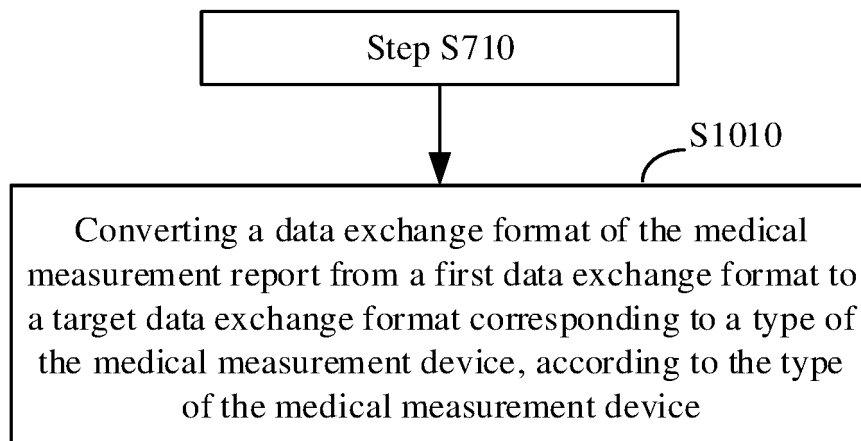 Step S710
S1010
Converting a data exchange format of the medical
measurement report from a first data exchange format to
a target data exchange format corresponding to a type of
the medical measurement device, according to the type
of the medical measurement device